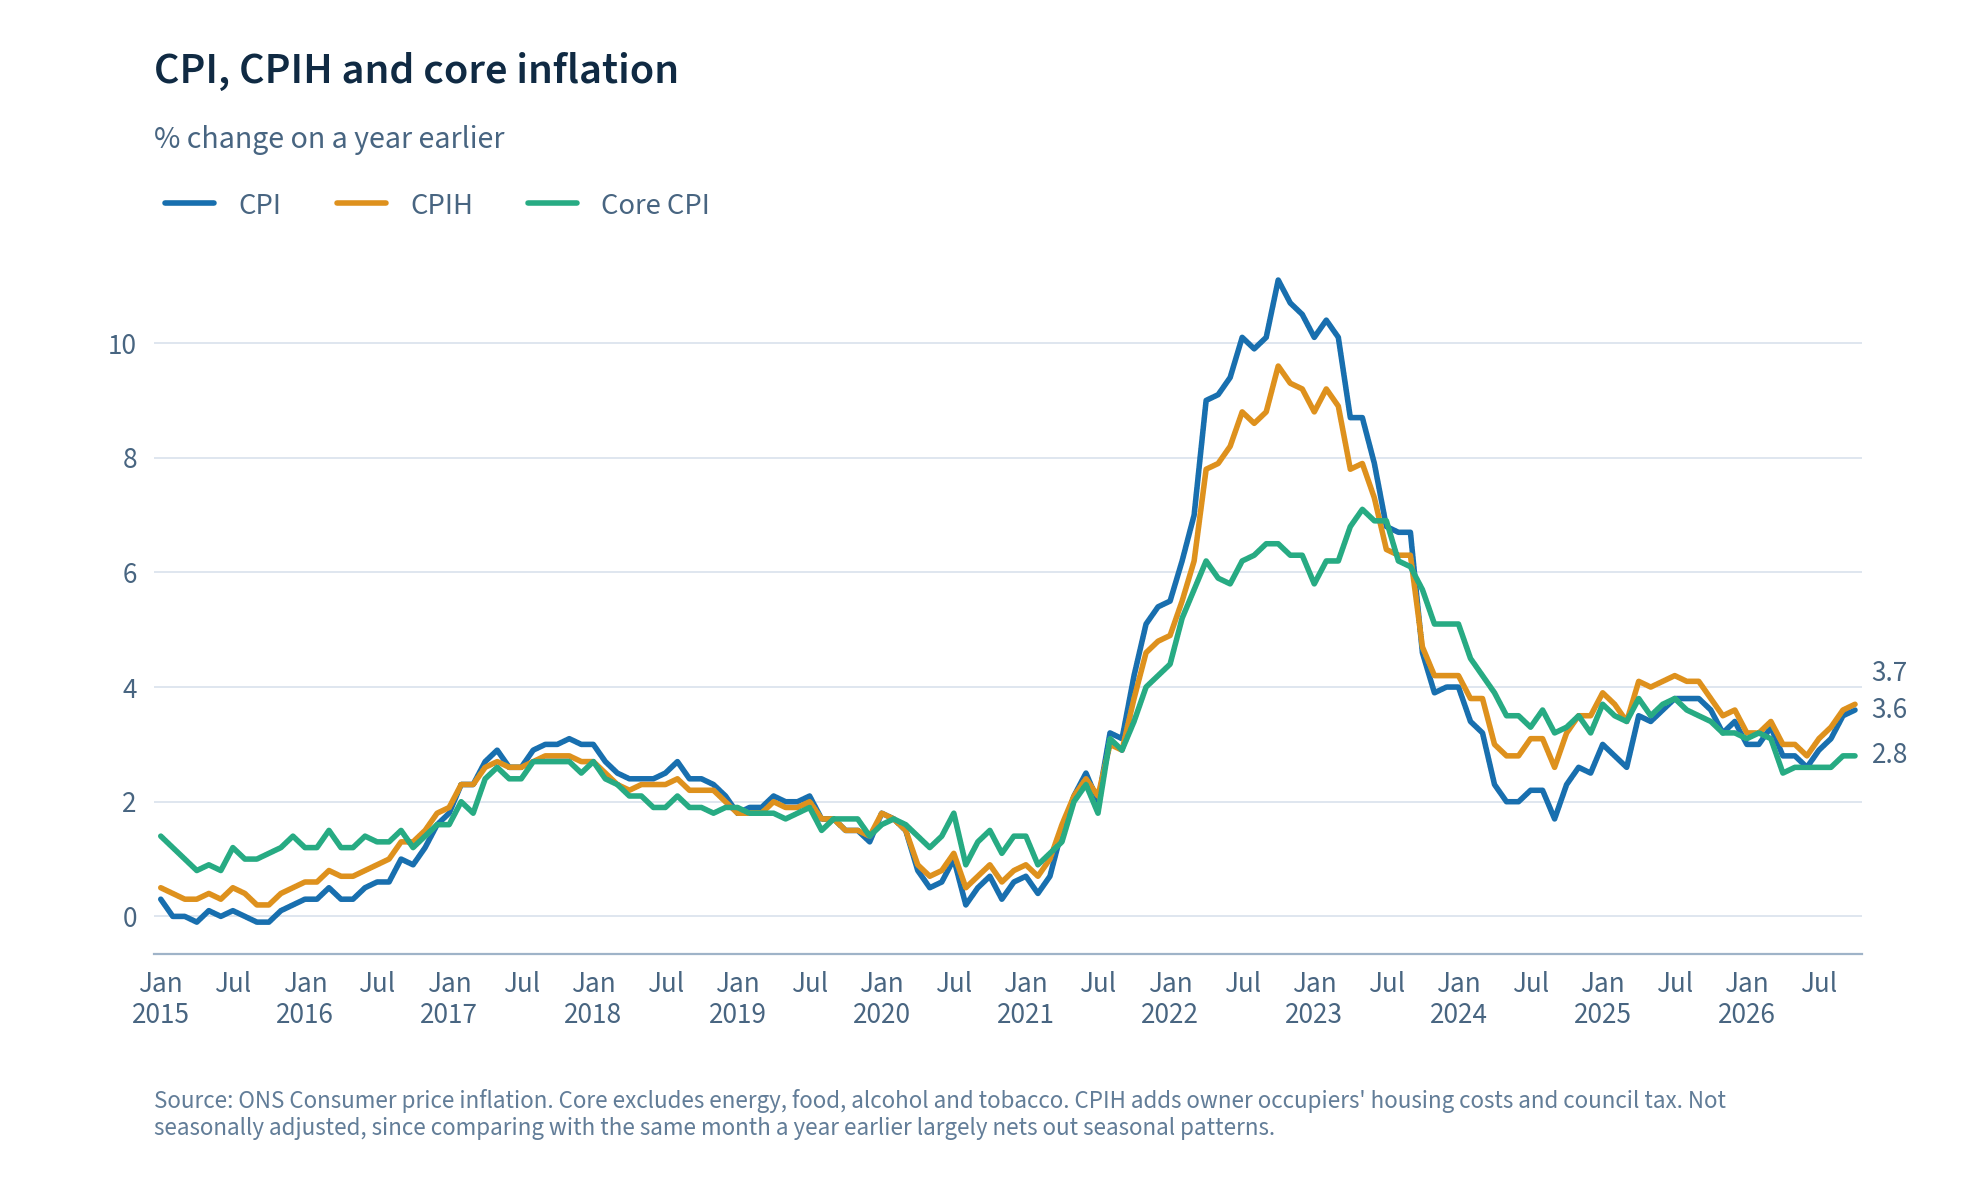 CPI, CPIH and core inflation
% change on a year earlier
CPI CPIH Core CPI
10
8
6
4
2
0
3.7
3.6
2.8
Jan Jul Jan Jul Jan Jul Jan Jul Jan Jul Jan Jul Jan Jul Jan Jul Jan Jul Jan Jul Jan Jul Jan Jul
2015 2016 2017 2018 2019 2020 2021 2022 2023 2024 2025 2026
Source: ONS Consumer price inflation. Core excludes energy, food, alcohol and tobacco. CPIH adds owner occupiers' housing costs and council tax. Not
seasonally adjusted, since comparing with the same month a year earlier largely nets out seasonal patterns.